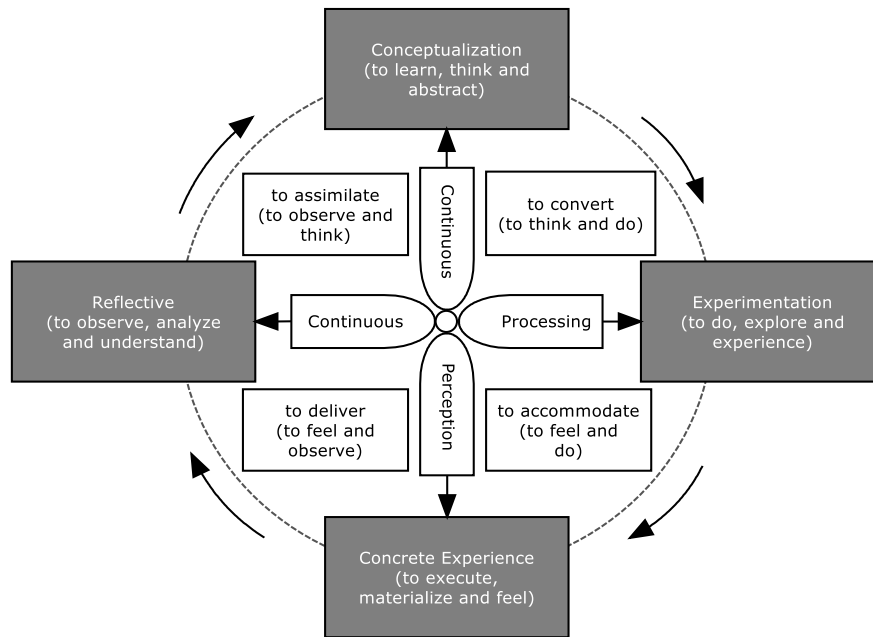 Conceptualization
(to learn, think and
abstract)
to assimilate
(to observe and
think)
Continuous
to convert
(to think and do)
Reflective
(to observe, analyze
and understand)
Continuous
Processing
Experimentation
(to do, explore and
experience)
to deliver
(to feel and
observe)
Perception
to accommodate
(to feel and
do)
Concrete Experience
(to execute,
materialize and feel)